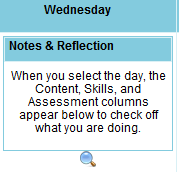 Wednesday
Notes & Reflection
When you select the day, the
Content, Skills, and
Assessment columns
appear below to check off
what you are doing.